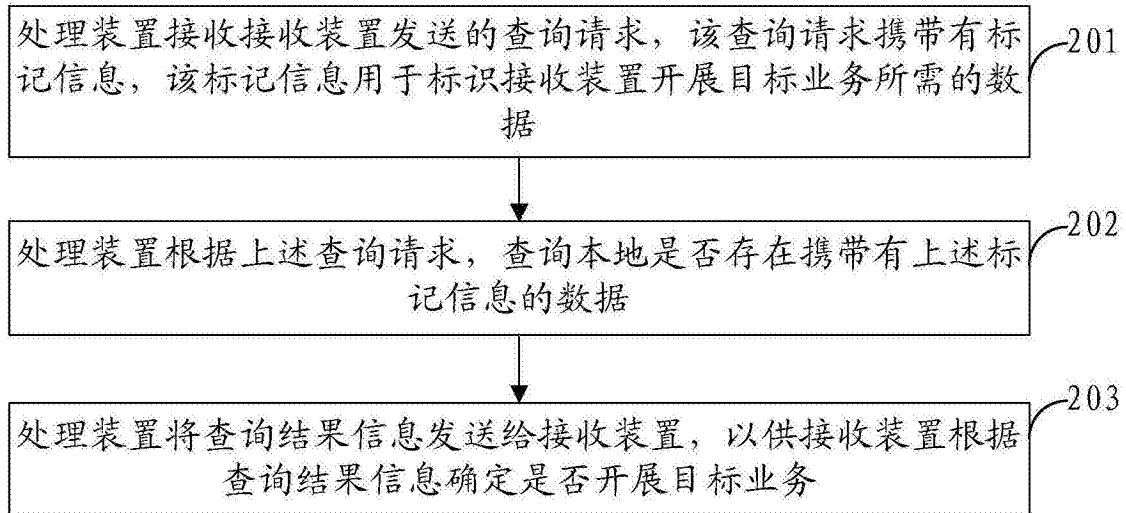 处理装置接收接收装置发送的查询请求，该查询请求携带有标
记信息，该标记信息用于标识接收装置开展目标业务所需的数
据
201
处理装置根据上述查询请求，查询本地是否存在携带有上述标
记信息的数据
202
处理装置将查询结果信息发送给接收装置，以供接收装置根据
查询结果信息确定是否开展目标业务
203